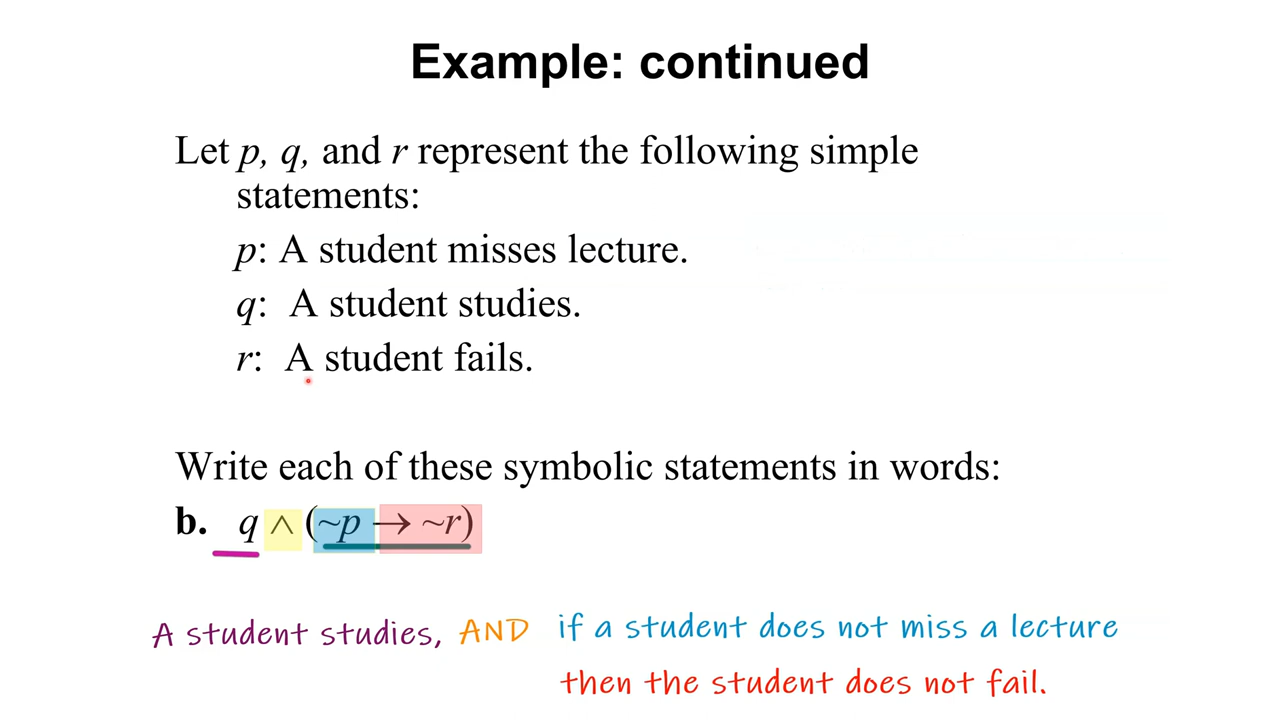 Example: continued
Let p, q, and r represent the following simple
statements:
p: A student misses lecture.
q: A student studies.
r: A student fails.
Write each of these symbolic statements in words:
b. q ∧ (~p → ~r)
A student studies, AND if a student does not miss a lecture
then the student does not fail.